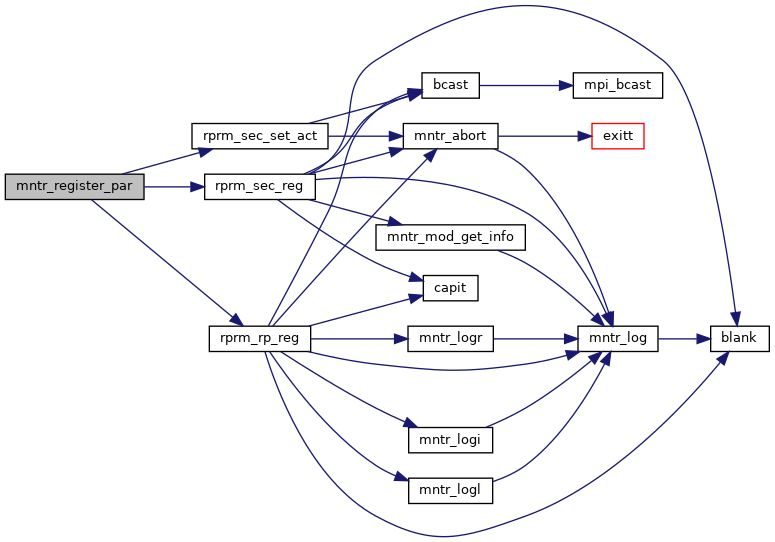 mntr_register_par
rprm_sec_set_act
rprm_sec_reg
rprm_rp_reg
bcast
mntr_abort
mntr_mod_get_info
capit
mntr_logr
mntr_logi
mntr_logl
mpi_bcast
exitt
mntr_log
blank